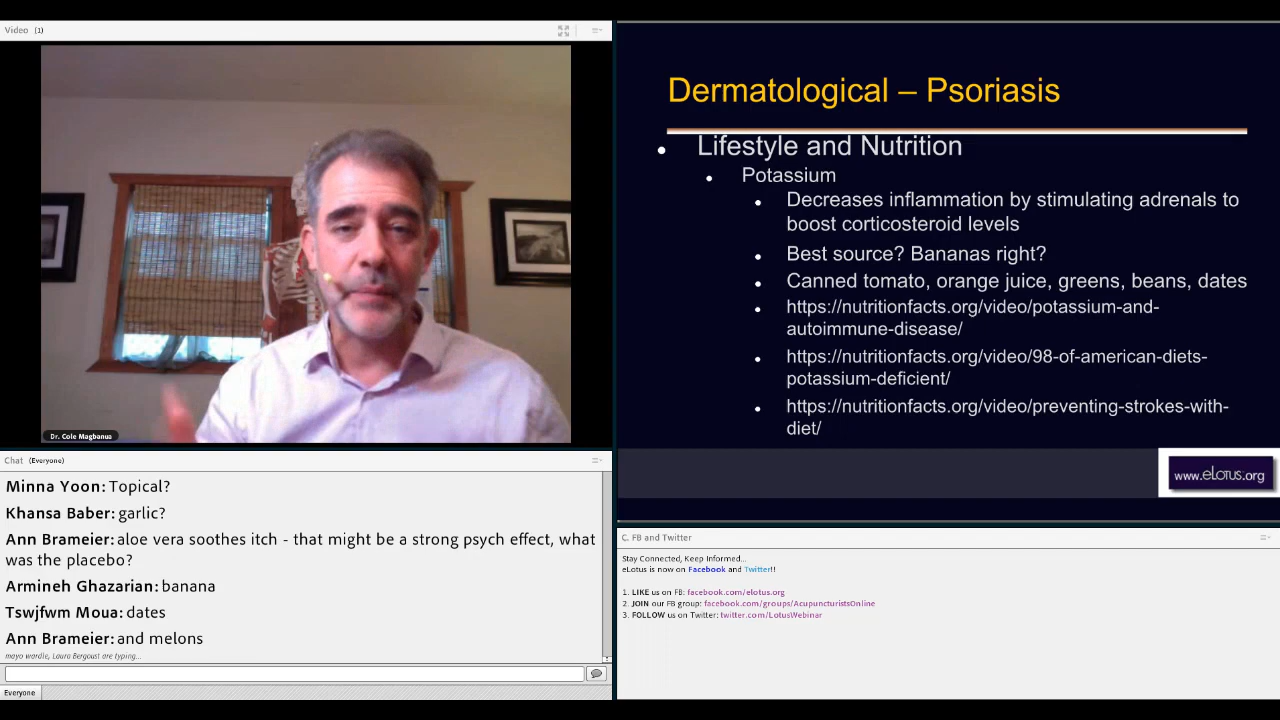 Video (1)
Dr. Cole Magbanua
Dermatological – Psoriasis
Lifestyle and Nutrition
Potassium
Decreases inflammation by stimulating adrenals to
boost corticosteroid levels
Best source? Bananas right?
Canned tomato, orange juice, greens, beans, dates
https://nutritionfacts.org/video/potassium-and-
autoimmune-disease/
https://nutritionfacts.org/video/98-of-american-diets-
potassium-deficient/
https://nutritionfacts.org/video/preventing-strokes-with-
diet/
www.eLOTUS.org
Chat (Everyone)
Minna Yoon: Topical?
Khansa Baber: garlic?
Ann Brameier: aloe vera soothes itch - that might be a strong psych effect, what
was the placebo?
Armineh Ghazarian: banana
Tswjfwm Moua: dates
Ann Brameier: and melons
mayo wardle, Laura Bergoust are typing...
Everyone
C. FB and Twitter
Stay Connected, Keep Informed...
eLotus is now on Facebook and Twitter!!
1. LIKE us on FB: facebook.com/elotus.org
2. JOIN our FB group: facebook.com/groups/AcupuncturistsOnline
3. FOLLOW us on Twitter: twitter.com/LotusWebinar